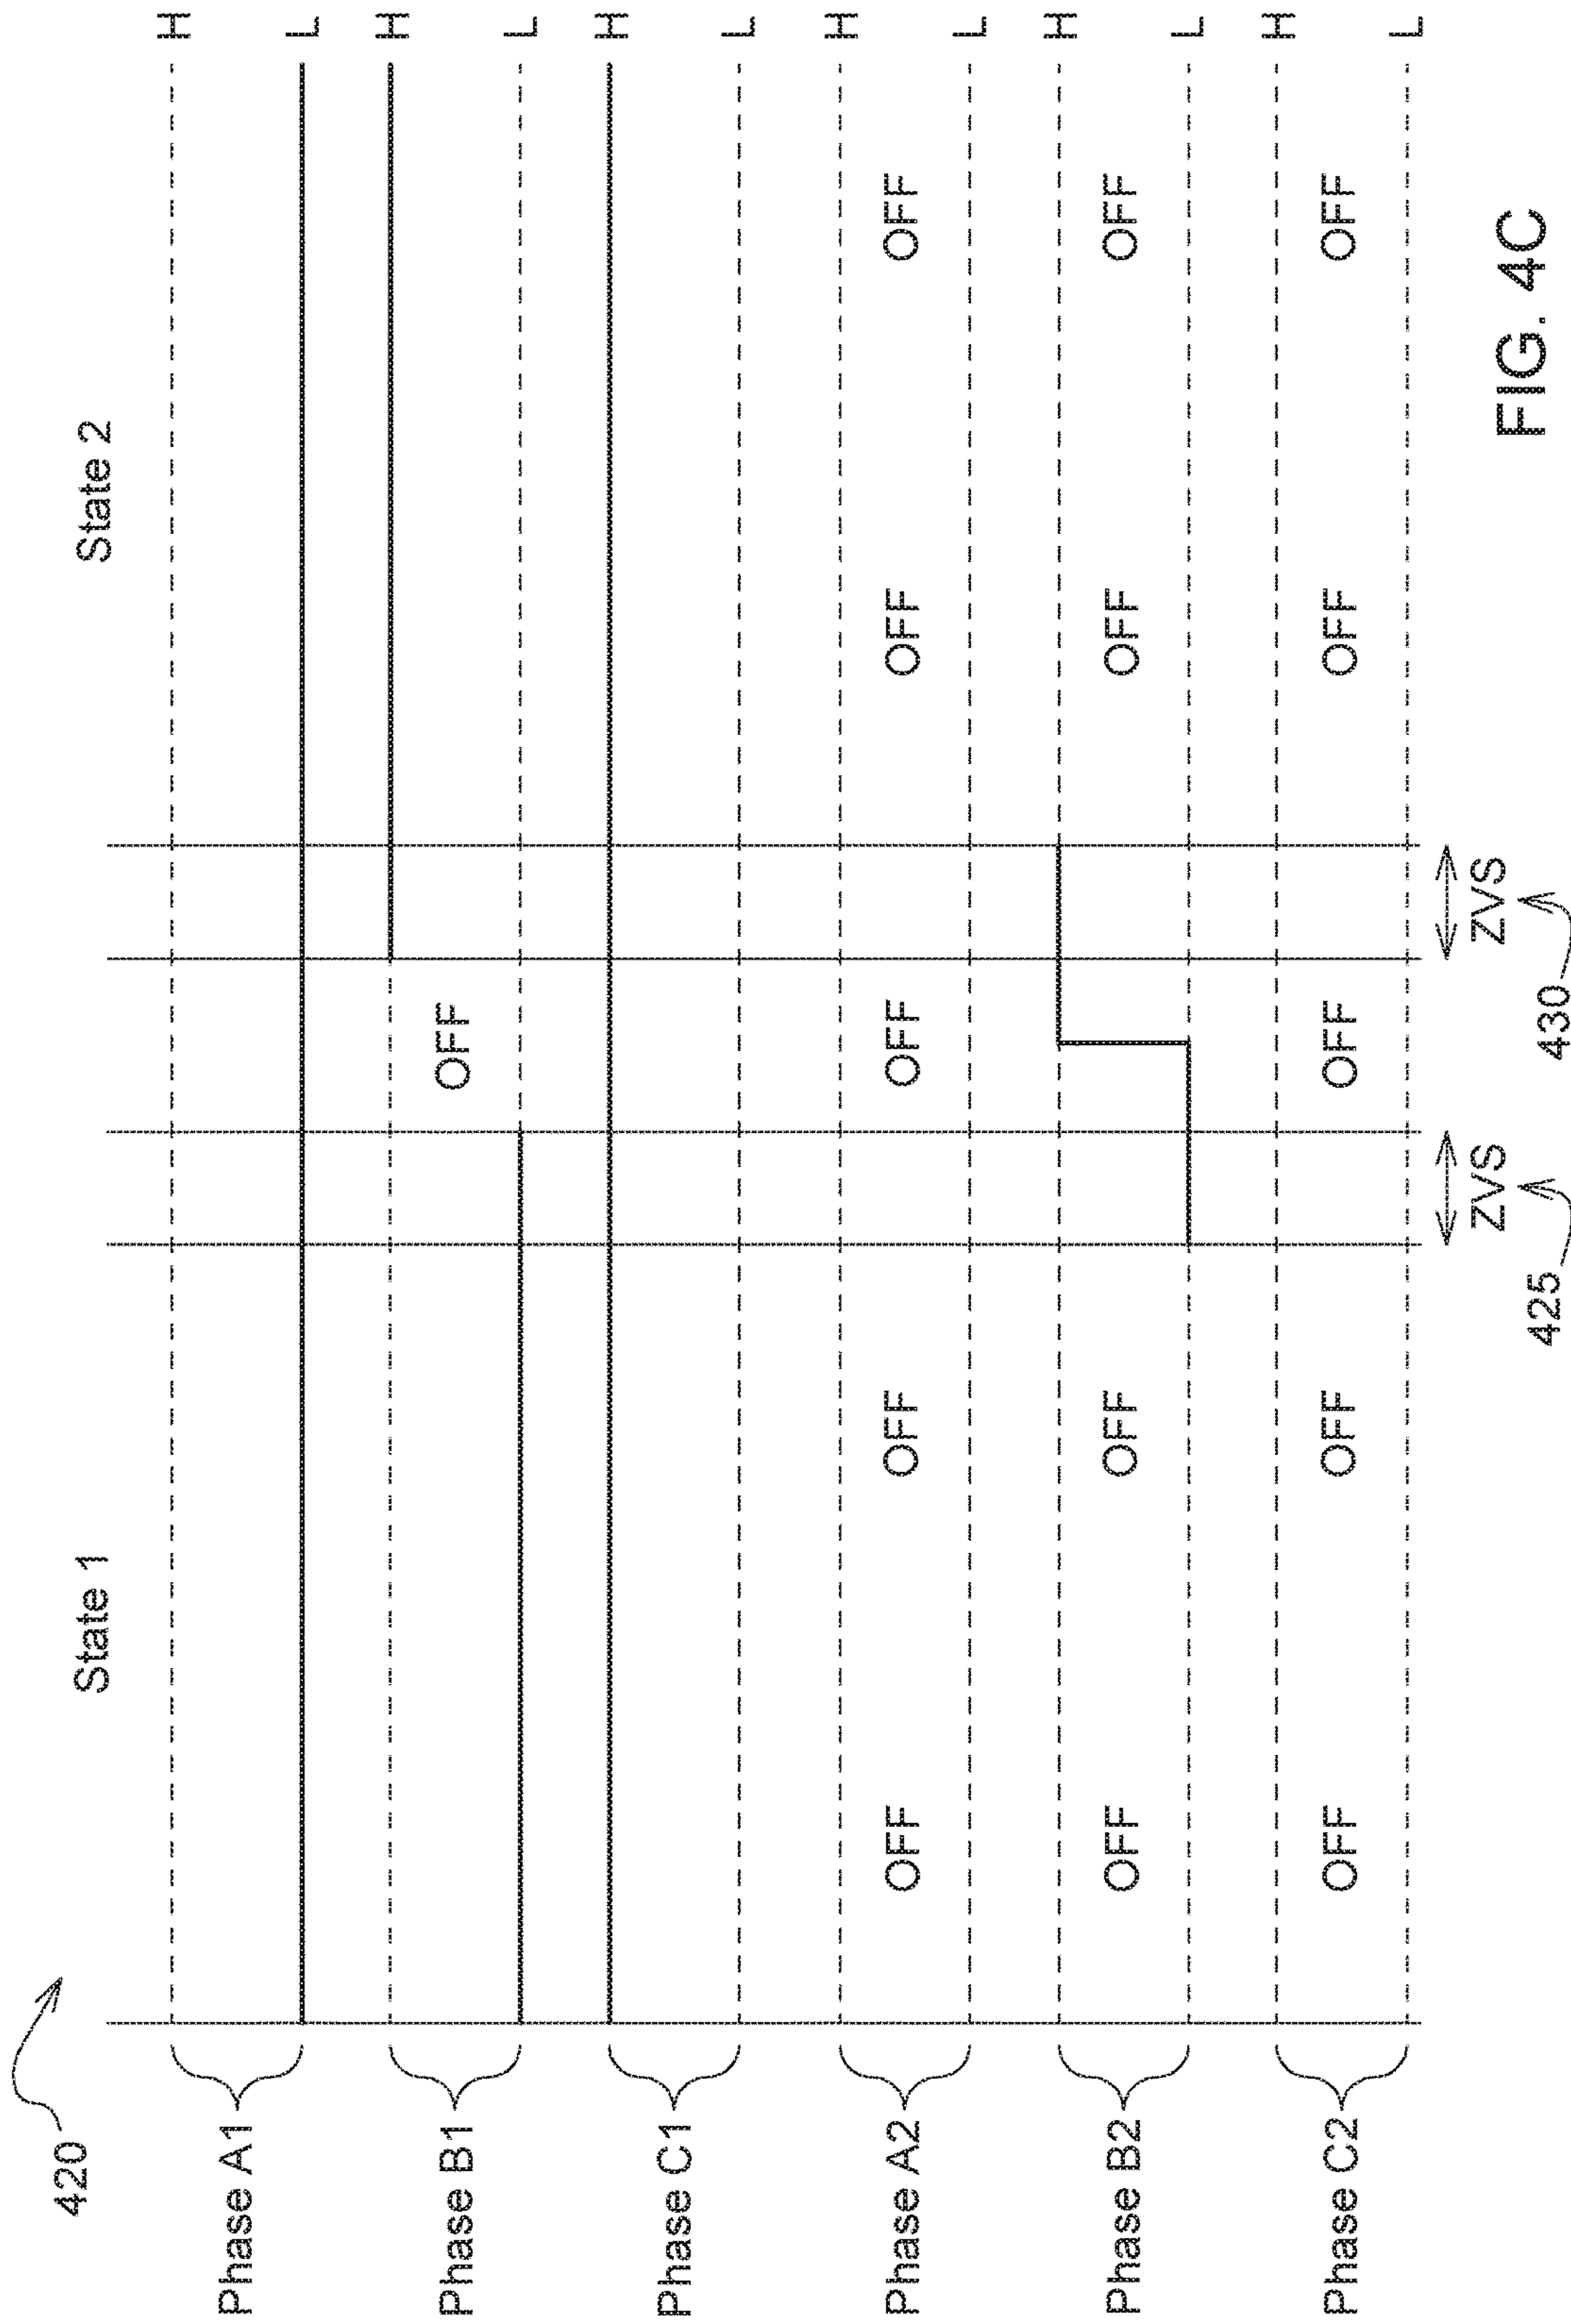 420
State 1
State 2
Phase A1
H
L
Phase B1
OFF
H
L
Phase C1
H
L
Phase A2
OFF
OFF
OFF
OFF
OFF
H
L
Phase B2
OFF
OFF
OFF
OFF
H
L
Phase C2
OFF
OFF
OFF
OFF
OFF
H
L
ZVS
ZVS
425
430
FIG. 4C